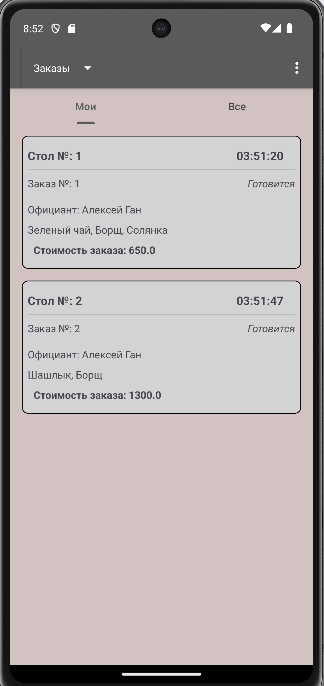 8:52
Заказы
Мои Все
Стол №: 1 03:51:20
Заказ №: 1 Готовится
Официант: Алексей Ган
Зеленый чай, Борщ, Солянка
Стоимость заказа: 650.0
Стол №: 2 03:51:47
Заказ №: 2 Готовится
Официант: Алексей Ган
Шашлык, Борщ
Стоимость заказа: 1300.0